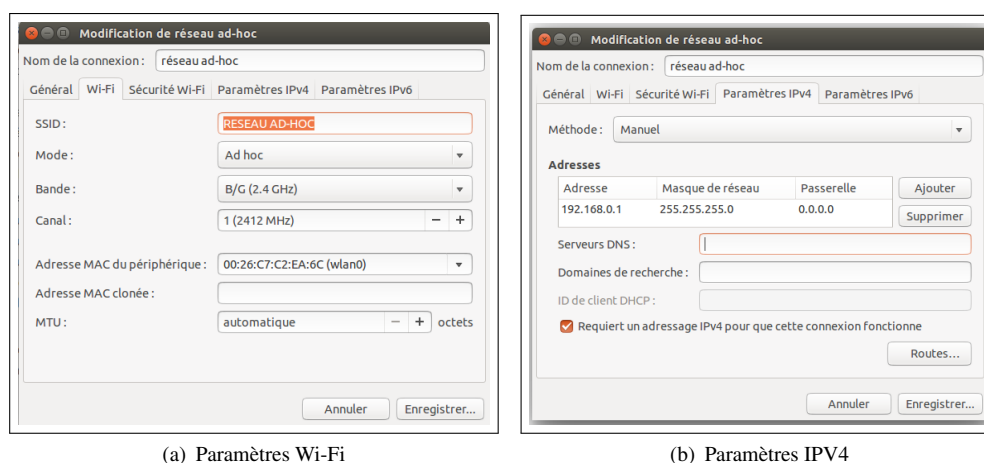 Modification de réseau ad-hoc
Nom de la connexion : réseau ad-hoc
Général Wi-Fi Sécurité Wi-Fi Paramètres IPv4 Paramètres IPv6
SSID : RESEAU AD-HOC
Mode : Ad hoc
Bande : B/G (2.4 GHz)
Canal : 1 (2412 MHz) − +
Adresse MAC du périphérique : 00:26:C7:C2:EA:6C (wlan0)
Adresse MAC clonée :
MTU : automatique − + octets
Annuler Enregistrer...
(a) Paramètres Wi-Fi
Modification de réseau ad-hoc
Nom de la connexion : réseau ad-hoc
Général Wi-Fi Sécurité Wi-Fi Paramètres IPv4 Paramètres IPv6
Méthode : Manuel
Adresses
Adresse Masque de réseau Passerelle Ajouter
192.168.0.1 255.255.255.0 0.0.0.0 Supprimer
Serveurs DNS :
Domaines de recherche :
ID de client DHCP :
Requiert un adressage IPv4 pour que cette connexion fonctionne
Routes...
Annuler Enregistrer...
(b) Paramètres IPV4